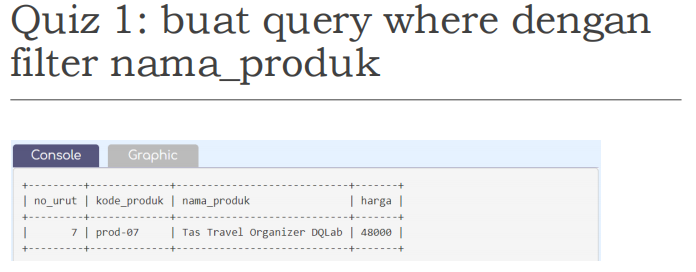 Quiz 1: buat query where dengan
filter nama_produk
Console Graphic
+---------+-------------+----------------------------+-------+
| no_urut | kode_produk | nama_produk                | harga |
+---------+-------------+----------------------------+-------+
|       7 | prod-07     | Tas Travel Organizer DQLab | 48000 |
+---------+-------------+----------------------------+-------+